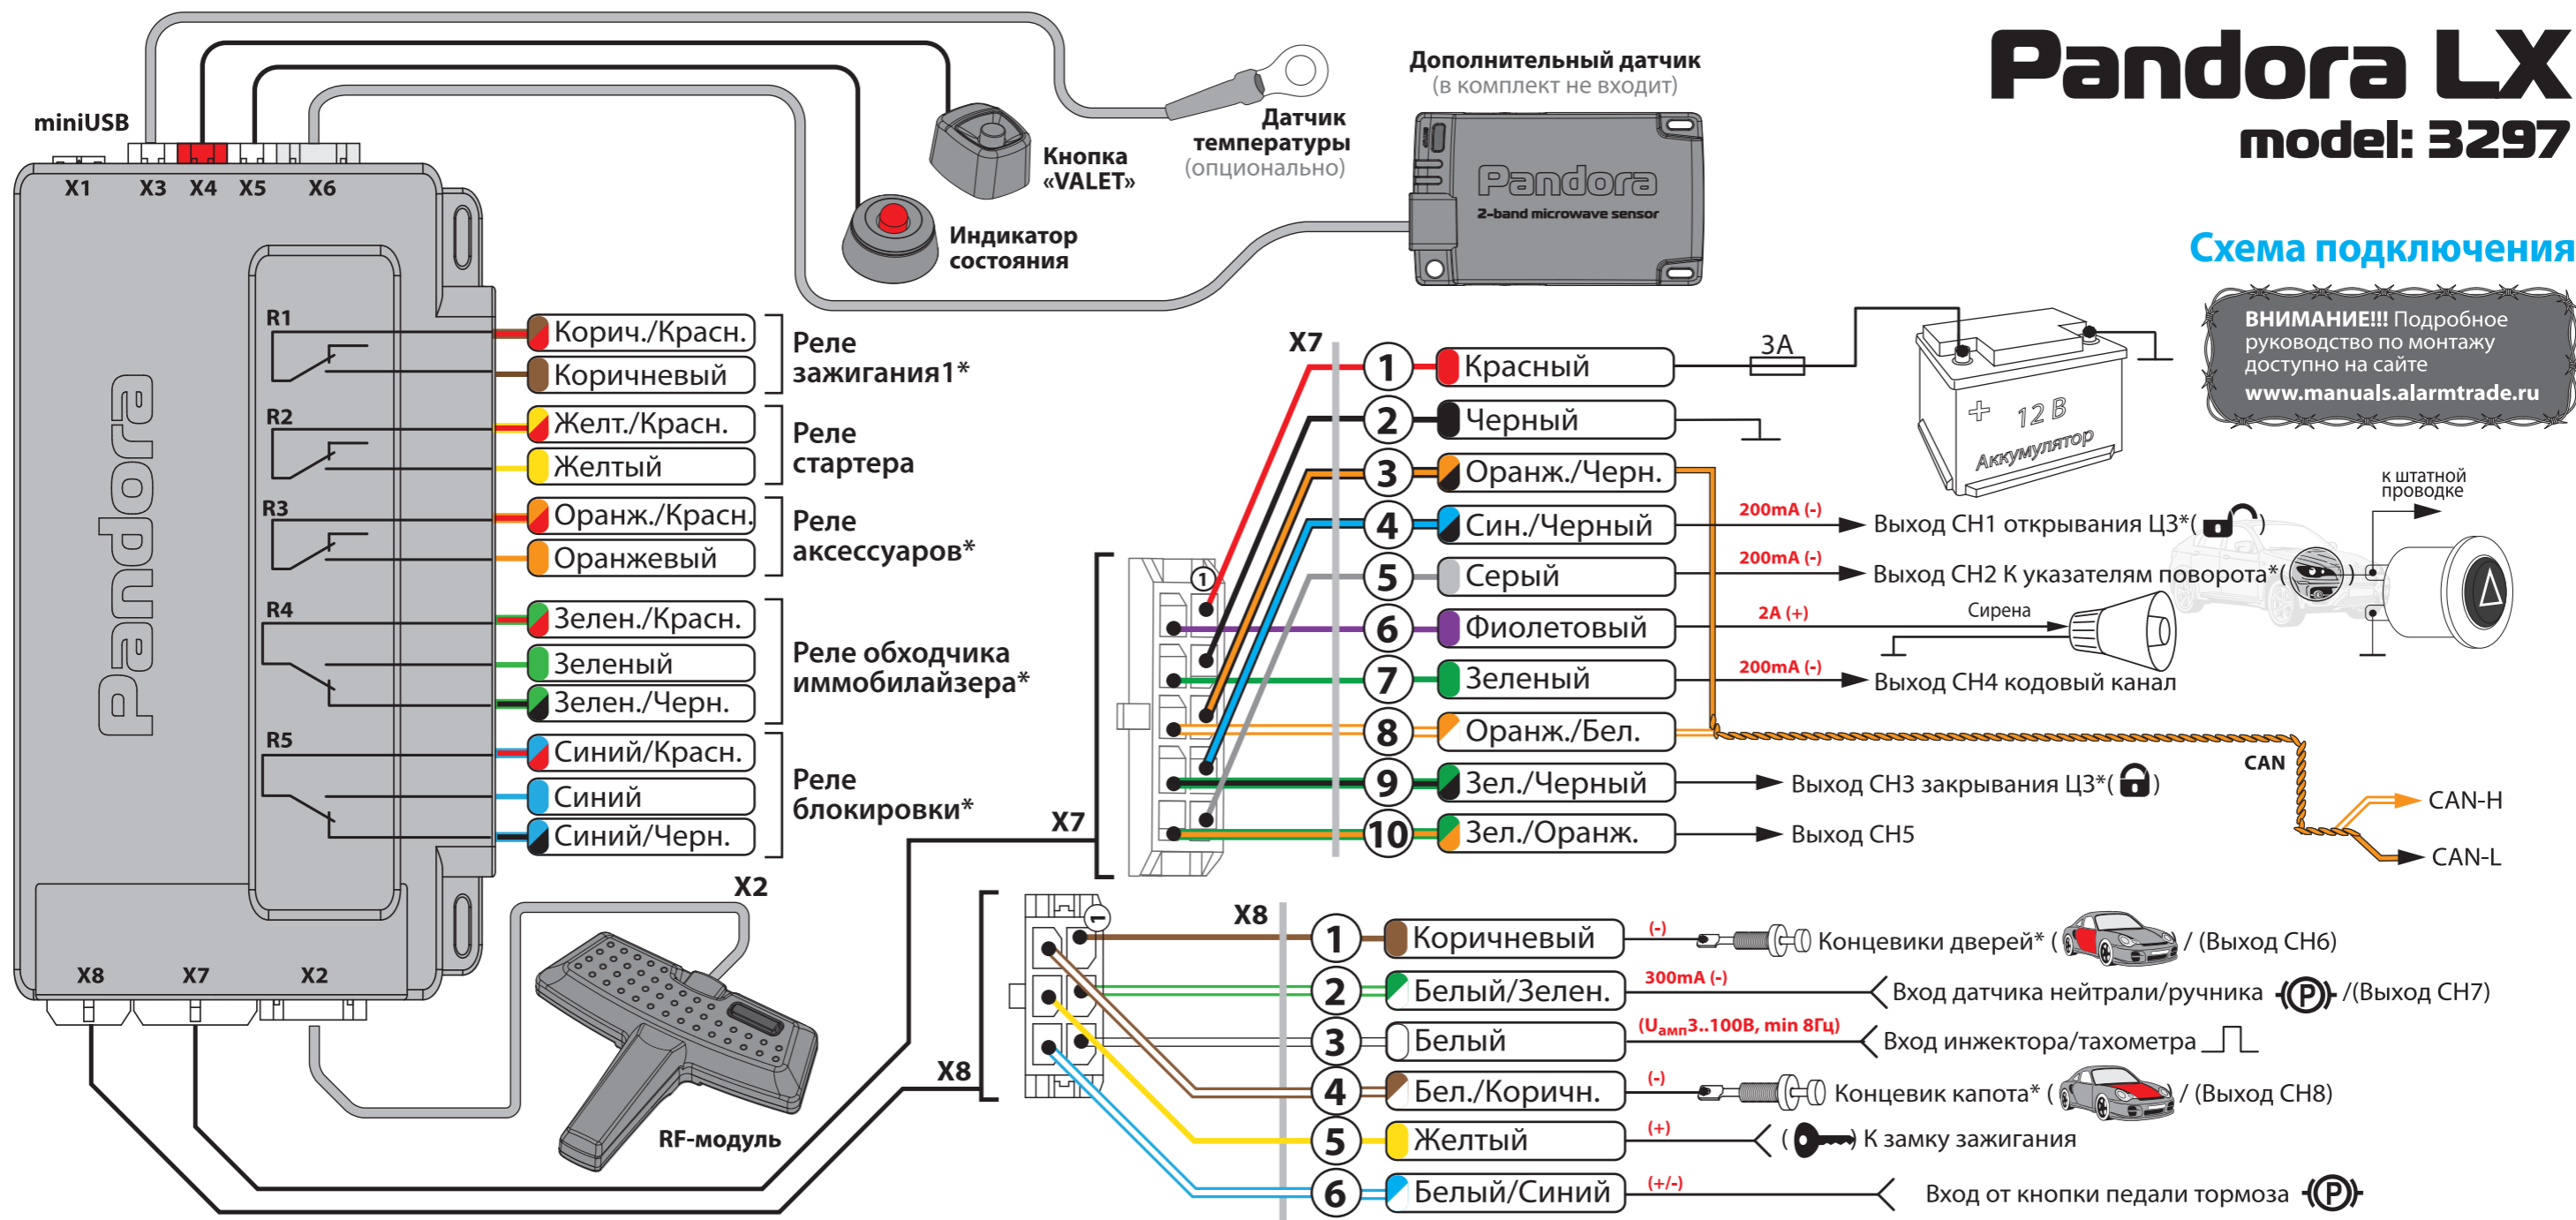 Pandora LX
model: 3297
Схема подключения
ВНИМАНИЕ!!! Подробное
руководство по монтажу
доступно на сайте
www.manuals.alarmtrade.ru
miniUSB
X1 X3 X4 X5 X6
Кнопка
«VALET»
Индикатор
состояния
Датчик
температуры
(опционально)
Дополнительный датчик
(в комплект не входит)
Pandora
2-band microwave sensor
Pandora
R1
Корич./Красн.
Коричневый
Реле
зажигания1*
R2
Желт./Красн.
Желтый
Реле
стартера
R3
Оранж./Красн.
Оранжевый
Реле
аксессуаров*
R4
Зелен./Красн.
Зеленый
Зелен./Черн.
Реле обходчика
иммобилайзера*
R5
Синий/Красн.
Синий
Синий/Черн.
Реле
блокировки*
X8 X7 X2
X2
RF-модуль
X7
1
X7
1 Красный 3A
+ 12 В
Аккумулятор
2 Черный
3 Оранж./Черн.
4 Син./Черный 200mA (-) Выход CH1 открывания ЦЗ*( )
5 Серый 200mA (-) Выход CH2 К указателям поворота*( )
к штатной
проводке
6 Фиолетовый 2A (+) Сирена
7 Зеленый 200mA (-) Выход CH4 кодовый канал
8 Оранж./Бел.
CAN
CAN-H
CAN-L
9 Зел./Черный Выход CH3 закрывания ЦЗ*( )
10 Зел./Оранж. Выход CH5
X8
1
X8
1 Коричневый (-) Концевики дверей* ( ) / (Выход CH6)
2 Белый/Зелен. 300mA (-) Вход датчика нейтрали/ручника (P) /(Выход CH7)
3 Белый (Uамп3..100В, min 8Гц) Вход инжектора/тахометра
4 Бел./Коричн. (-) Концевик капота* ( ) / (Выход CH8)
5 Желтый (+) ( ) К замку зажигания
6 Белый/Синий (+/-) Вход от кнопки педали тормоза (P)